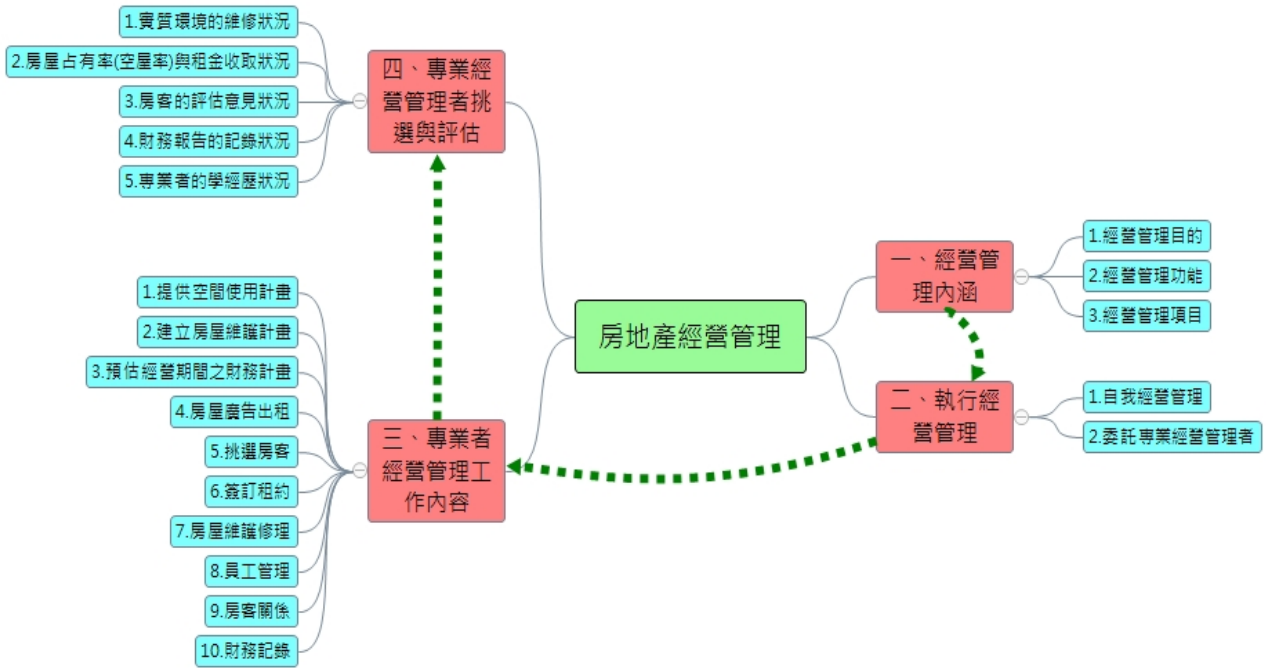 房地產經營管理
一、經營管
理內涵
1.經營管理目的
2.經營管理功能
3.經營管理項目
二、執行經
營管理
1.自我經營管理
2.委託専業經營管理者
三、專業者
經營管理工
作內容
1.提供空間使用計畫
2.建立房屋維護計畫
3.預估經營期間之財務計畫
4.房屋廣告出租
5.挑選房客
6.簽訂租約
7.房屋維護修理
8.員工管理
9.房客關係
10.財務記錄
四、專業經
營管理者挑
選與評估
1.實質環境的維修狀況
2.房屋占有率(空屋率)與租金收取狀況
3.房客的評估意見狀況
4.財務報告的記錄狀況
5.専業者的學經歷狀況